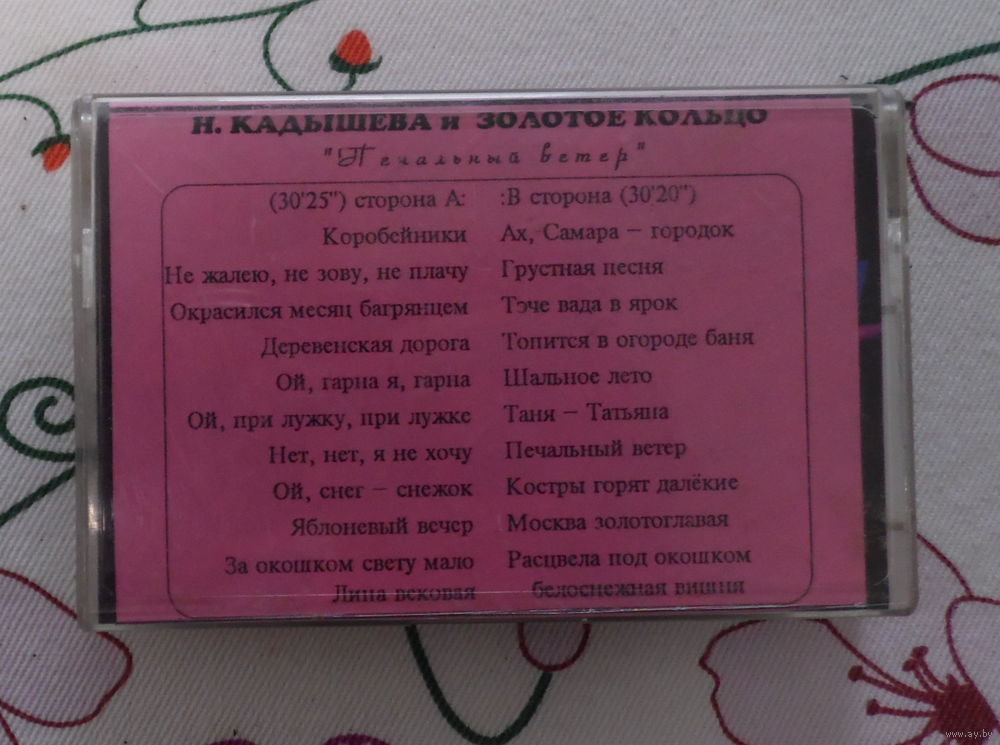 Н. КАДЫШЕВА и ЗОЛОТОЕ КОЛЬЦО
"Печальный ветер"
(30'25") сторона А:
Коробейники
Не жалею, не зову, не плачу
Окрасился месяц багрянцем
Деревенская дорога
Ой, гарна я, гарна
Ой, при лужку, при лужке
Нет, нет, я не хочу
Ой, снег – снежок
Яблоневый вечер
За окошком свету мало
Липа вековая
:В сторона (30'20")
Ах, Самара – городок
Грустная песня
Тэче вада в ярок
Топится в огороде баня
Шальное лето
Таня – Татьяна
Печальный ветер
Костры горят далёкие
Москва золотоглавая
Расцвела под окошком
белоснежная вишня
www.ay.by